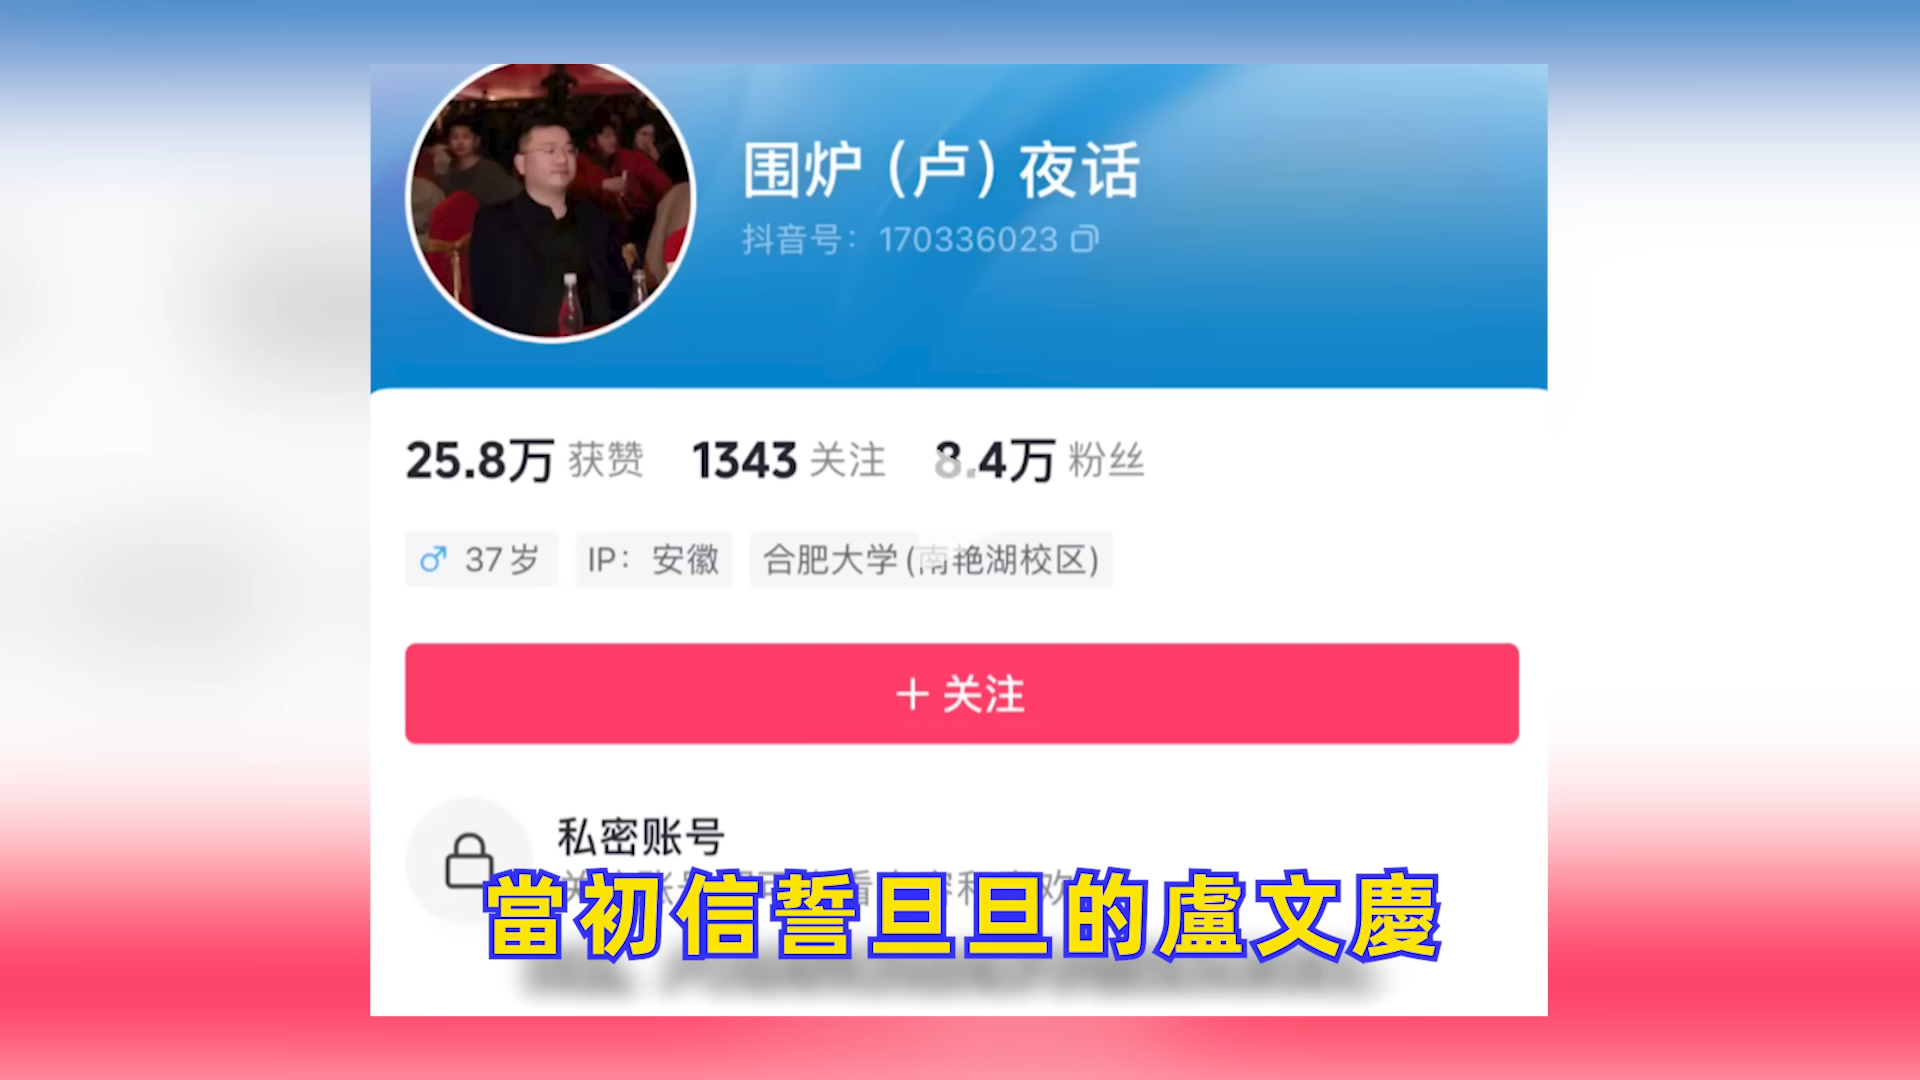 围炉（卢）夜话
抖音号：170336023
25.8万 获赞 1343 关注 8.4万 粉丝
37岁 IP：安徽 合肥大学(南艳湖校区)
+ 关注
私密账号
當初信誓旦旦的盧文慶